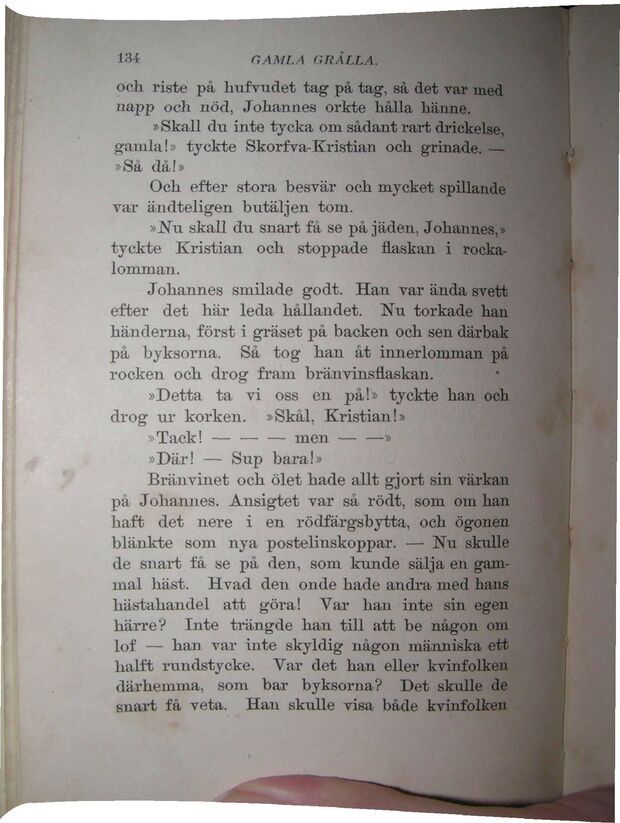 134
GAMLA GRÅLLA.
och riste på hufvudet tag på tag, så det var med
napp och nöd, Johannes orkte hålla hänne.
»Skall du inte tycka om sådant rart drickelse,
gamla!» tyckte Skorfva-Kristian och grinade. —
»Så då!»
Och efter stora besvär och mycket spillande
var ändteligen butäljen tom.
»Nu skall du snart få se på jäden, Johannes,»
tyckte Kristian och stoppade flaskan i rocka-
lomman.
Johannes smilade godt. Han var ända svett
efter det här leda hållandet. Nu torkade han
händerna, först i gräset på backen och sen därbak
på byksorna. Så tog han åt innerlomman på
rocken och drog fram bränvinsflaskan.
»Detta ta vi oss en på!» tyckte han och
drog ur korken. »Skål, Kristian!»
»Tack! — — — men — —»
»Där! — Sup bara!»
Bränvinet och ölet hade allt gjort sin värkan
på Johannes. Ansigtet var så rödt, som om han
haft det nere i en rödfärgsbytta, och ögonen
blänkte som nya postelinskoppar. — Nu skulle
de snart få se på den, som kunde sälja en gam-
mal häst. Hvad den onde hade andra med hans
hästahandel att göra! Var han inte sin egen
härre? Inte trängde han till att be någon om
lof — han var inte skyldig någon människa ett
halft rundstycke. Var det han eller kvinfolken
därhemma, som bar byksorna? Det skulle de
snart få veta. Han skulle visa både kvinfolken